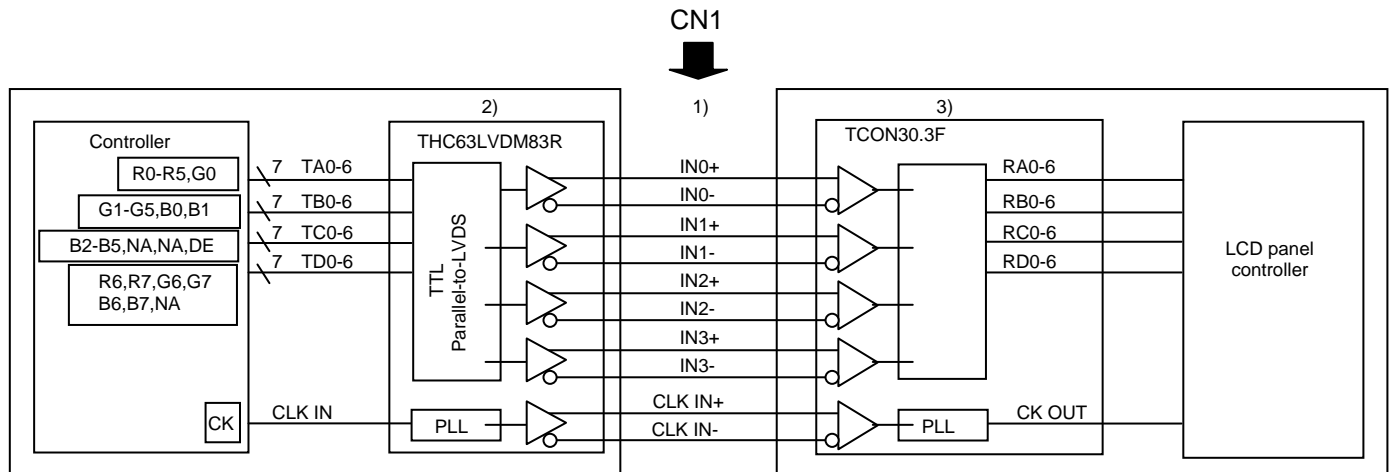 CN1
2)
1)
3)
Controller
THC63LVDM83R
TCON30.3F
R0-R5,G0
7 TA0-6
G1-G5,B0,B1
7 TB0-6
B2-B5,NA,NA,DE
7 TC0-6
R6,R7,G6,G7
B6,B7,NA
7 TD0-6
TTL
Parallel-to-LVDS
IN0+
IN0-
IN1+
IN1-
IN2+
IN2-
IN3+
IN3-
RA0-6
RB0-6
RC0-6
RD0-6
LCD panel
controller
CK
CLK IN
PLL
CLK IN+
CLK IN-
PLL
CK OUT